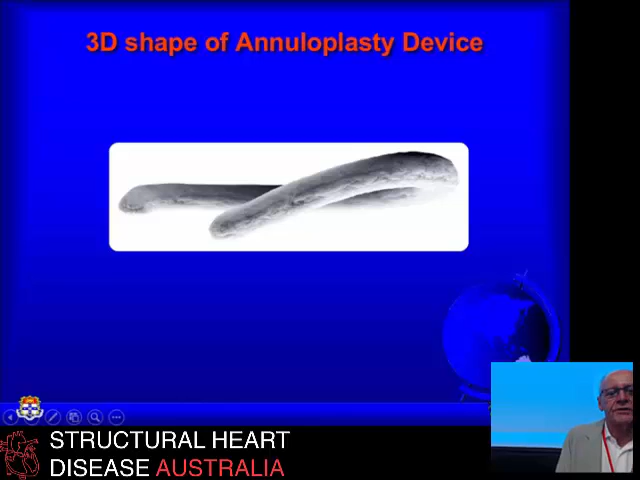 3D shape of Annuloplasty Device
STRUCTURAL HEART
DISEASE AUSTRALIA